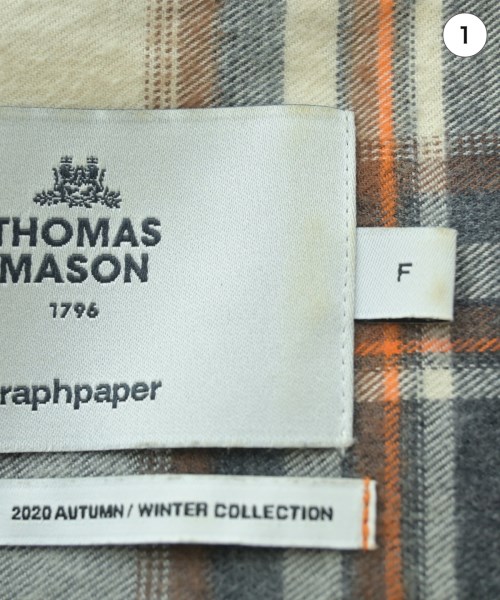 1
THOMAS
MASON
1796
F
raphpaper
2020 AUTUMN / WINTER COLLECTION